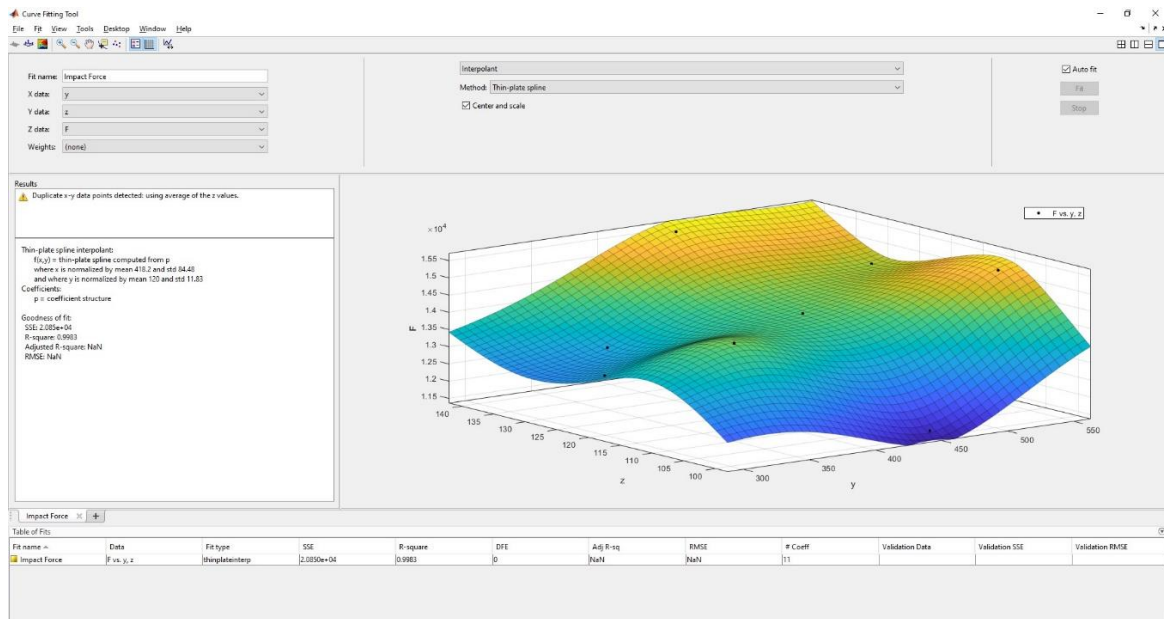 Curve Fitting Tool
File Fit View Tools Desktop Window Help
Fit name: Impact Force
X data: y
Y data: z
Z data: F
Weights: (none)
Interpolant
Method: Thin-plate spline
Center and scale
Auto fit
Fit
Stop
Results
Duplicate x-y data points detected: using average of the z values.
Thin-plate spline interpolant:
f(x,y) = thin-plate spline computed from p
where x is normalized by mean 418.2 and std 84.48
and where y is normalized by mean 120 and std 11.83
Coefficients:
p = coefficient structure
Goodness of fit:
SSE: 2.085e+04
R-square: 0.9983
Adjusted R-square: NaN
RMSE: NaN
F vs. y, z
×10⁴
1.55
1.5
1.45
1.4
1.35
1.3
1.25
1.2
1.15
F
140 135 130 125 120 115 110 105 100
z
300 350 400 450 500 550
y
Impact Force
Table of Fits
Fit name Data Fit type SSE R-square DFE Adj R-sq RMSE # Coeff Validation Data Validation SSE Validation RMSE
Impact Force F vs. y, z thinplateinterp 2.0850e+04 0.9983 0 NaN NaN 11